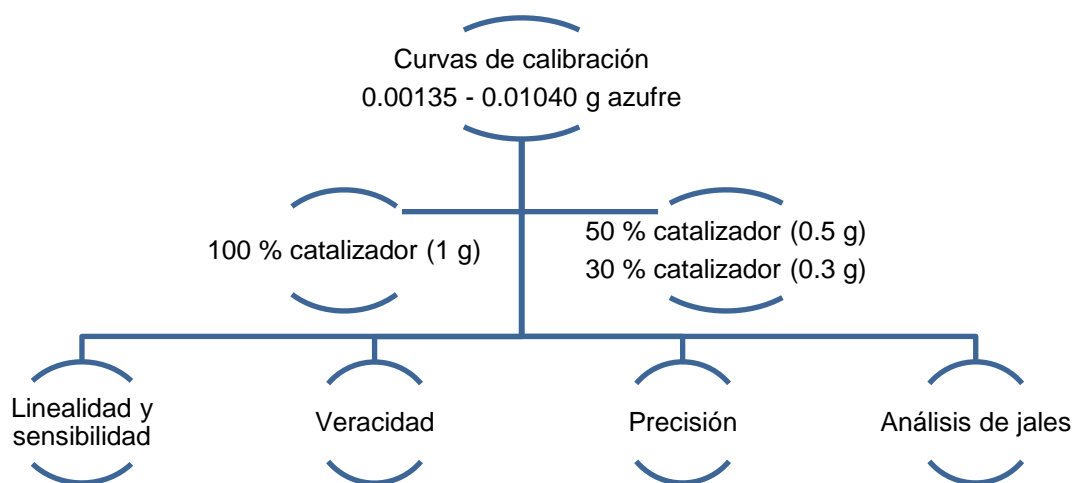 Curvas de calibración
0.00135 - 0.01040 g azufre
100 % catalizador (1 g)
50 % catalizador (0.5 g)
30 % catalizador (0.3 g)
Linealidad y
sensibilidad
Veracidad
Precisión
Análisis de jales